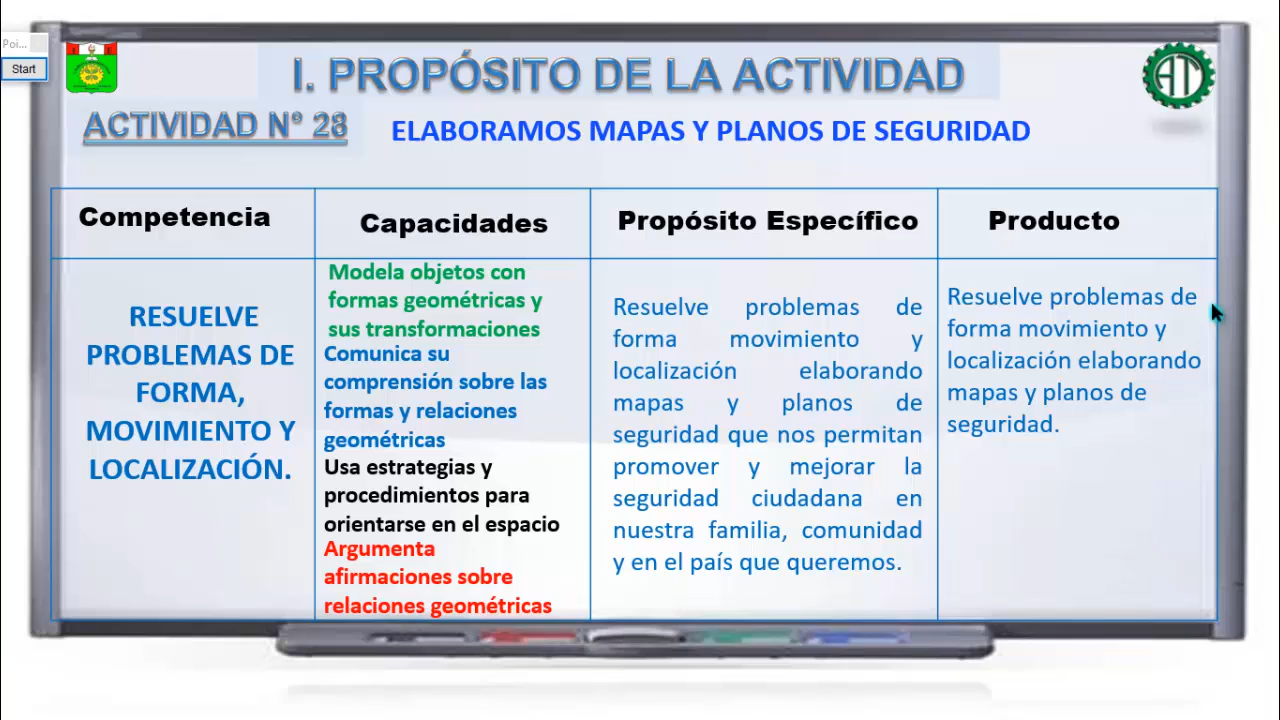 Poi...
Start
I. PROPÓSITO DE LA ACTIVIDAD
ACTIVIDAD N° 28
ELABORAMOS MAPAS Y PLANOS DE SEGURIDAD
AT
Competencia
Capacidades
Propósito Específico
Producto
RESUELVE
PROBLEMAS DE
FORMA,
MOVIMIENTO Y
LOCALIZACIÓN.
Modela objetos con
formas geométricas y
sus transformaciones
Comunica su
comprensión sobre las
formas y relaciones
geométricas
Usa estrategias y
procedimientos para
orientarse en el espacio
Argumenta
afirmaciones sobre
relaciones geométricas
Resuelve problemas de
forma movimiento y
localización elaborando
mapas y planos de
seguridad que nos permitan
promover y mejorar la
seguridad ciudadana en
nuestra familia, comunidad
y en el país que queremos.
Resuelve problemas de
forma movimiento y
localización elaborando
mapas y planos de
seguridad.